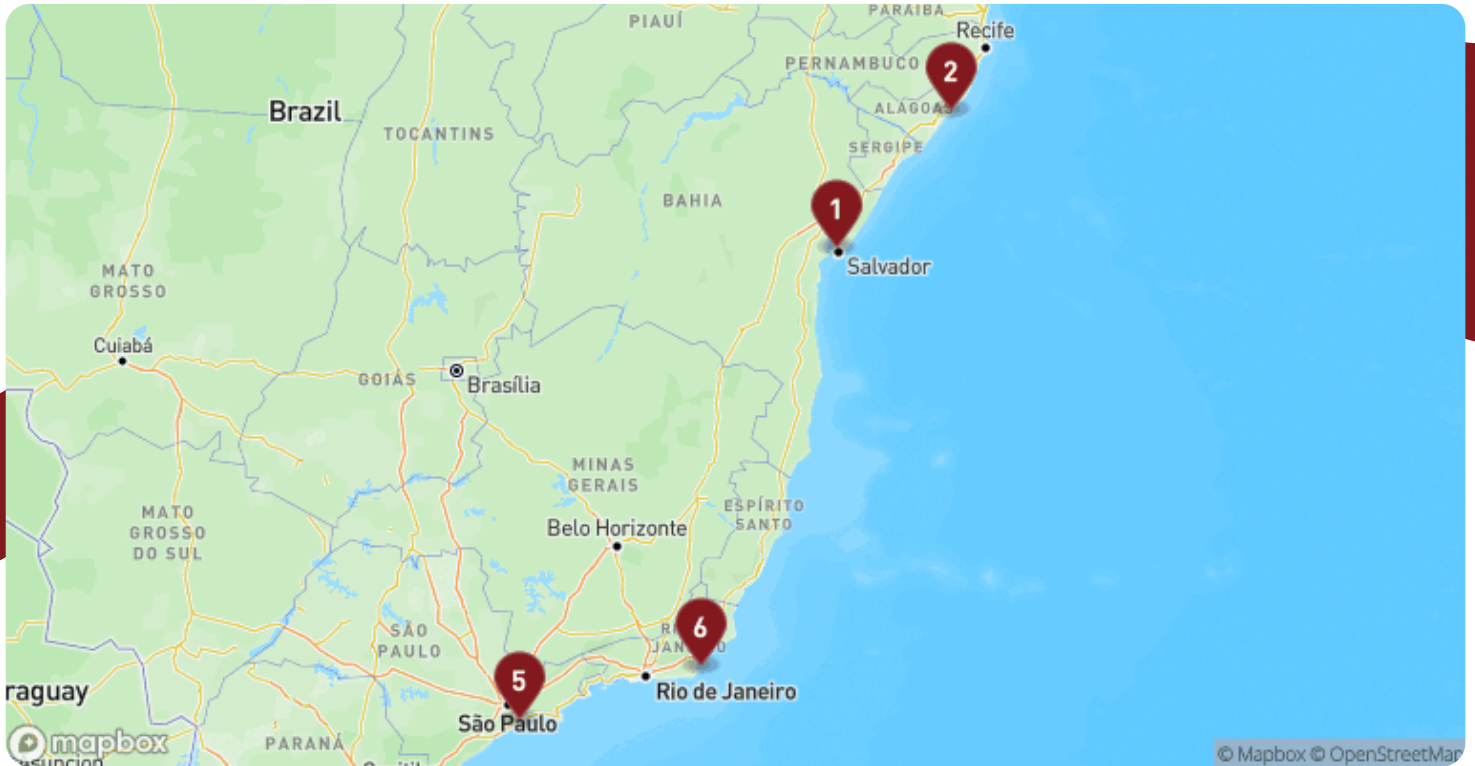 PARAÍBA
PIAUÍ
Recife
PERNAMBUCO
2
Brazil
ALAGOAS
TOCANTINS
SERGIPE
BAHIA
1
Salvador
MATO
GROSSO
Cuiabá
GOIÁS
Brasília
MINAS
GERAIS
MATO
GROSSO
DO SUL
ESPÍRITO
SANTO
Belo Horizonte
6
SÃO
PAULO
5
raguay
Rio de Janeiro
São Paulo
PARANÁ
mapbox
© Mapbox © OpenStreetMap